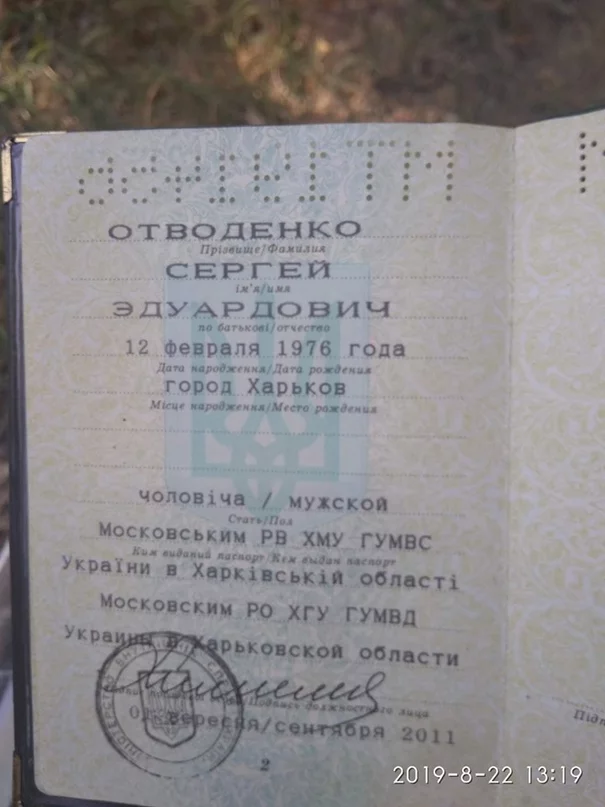 ОТВОДЕНКО
Прізвище/Фамилия
СЕРГЕЙ
ім'я/имя
ЭДУАРДОВИЧ
по батькові/отчество
12 февраля 1976 года
Дата народження/Дата рождения
город Харьков
Місце народження/Место рождения
чоловіча / мужской
Стать/Пол
Московським РВ ХМУ ГУМВС
Ким виданий паспорт/Кем выдан паспорт
України в Харківській області
Московским РО ХГУ ГУМВД
Украины в Харьковской области
/Подпись должностного лица
вересня/сентября 2011
2
2019-8-22 13:19